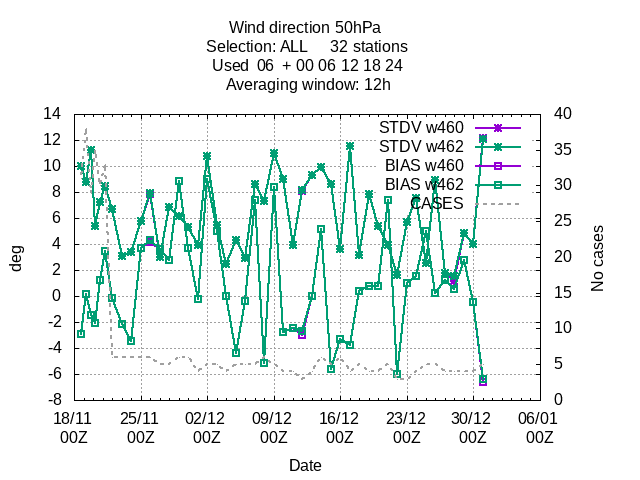 Wind direction 50hPa
Selection: ALL 32 stations
Used 06 + 00 06 12 18 24
Averaging window: 12h
14
12
10
8
6
4
2
0
-2
-4
-6
-8
deg
STDV w460
STDV w462
BIAS w460
BIAS w462
CASES
40
35
30
25
20
15
10
5
0
No cases
18/11 25/11 02/12 09/12 16/12 23/12 30/12 06/01
00Z 00Z 00Z 00Z 00Z 00Z 00Z 00Z
Date